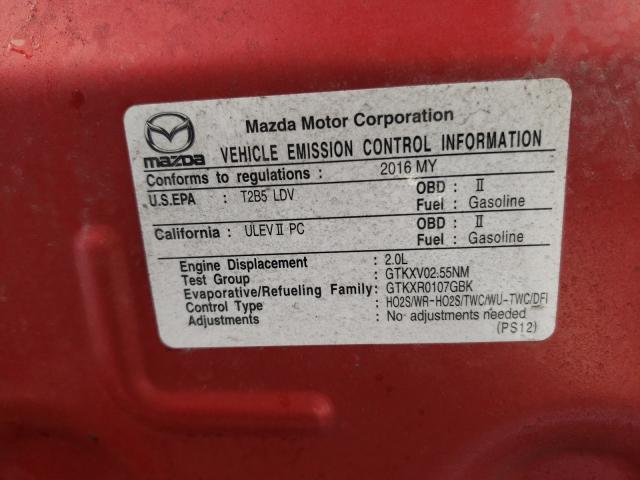 Mazda Motor Corporation
mazda VEHICLE EMISSION CONTROL INFORMATION
Conforms to regulations : 2016 MY
U.S.EPA : T2B5 LDV OBD : II
Fuel : Gasoline
California : ULEV II PC OBD : II
Fuel : Gasoline
Engine Displacement : 2.0L
Test Group : GTKXV02.55NM
Evaporative/Refueling Family: GTKXR0107GBK
Control Type : HO2S/WR-HO2S/TWC/WU-TWC/DFI
Adjustments : No adjustments needed
(PS12)